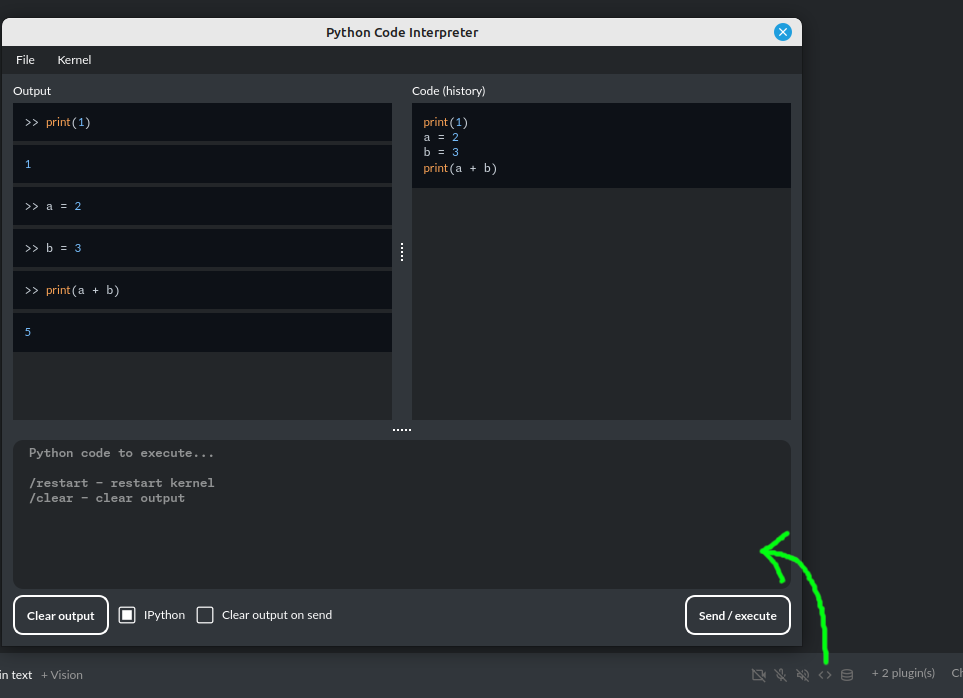 Python Code Interpreter
File Kernel
Output
>> print(1)
1
>> a = 2
>> b = 3
>> print(a + b)
5
Code (history)
print(1)
a = 2
b = 3
print(a + b)
Python code to execute...
/restart - restart kernel
/clear - clear output
Clear output IPython Clear output on send Send / execute
in text + Vision + 2 plugin(s)